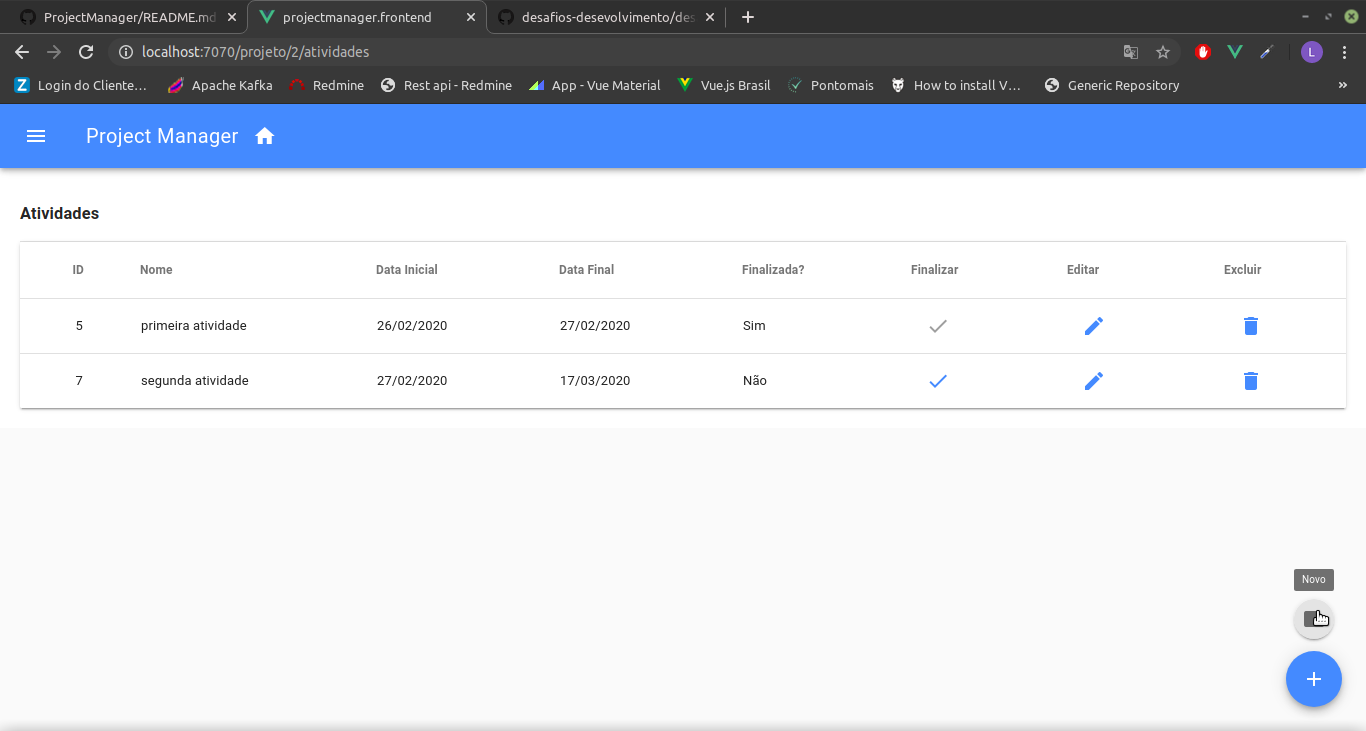 ProjectManager/README.md
projectmanager.frontend
desafios-desevolvimento/des
localhost:7070/projeto/2/atividades
L
Z Login do Cliente...
Apache Kafka
Redmine
Rest api - Redmine
App - Vue Material
Vue.js Brasil
Pontomais
How to install V...
Generic Repository
»
Project Manager
Atividades
ID Nome Data Inicial Data Final Finalizada? Finalizar Editar Excluir
5 primeira atividade 26/02/2020 27/02/2020 Sim
7 segunda atividade 27/02/2020 17/03/2020 Não
Novo
+